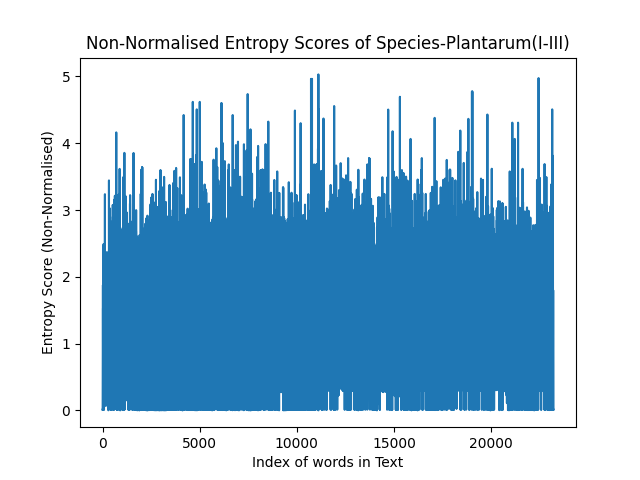 Non-Normalised Entropy Scores of Species-Plantarum(I-III)
Entropy Score (Non-Normalised)
5
4
3
2
1
0
0 5000 10000 15000 20000
Index of words in Text